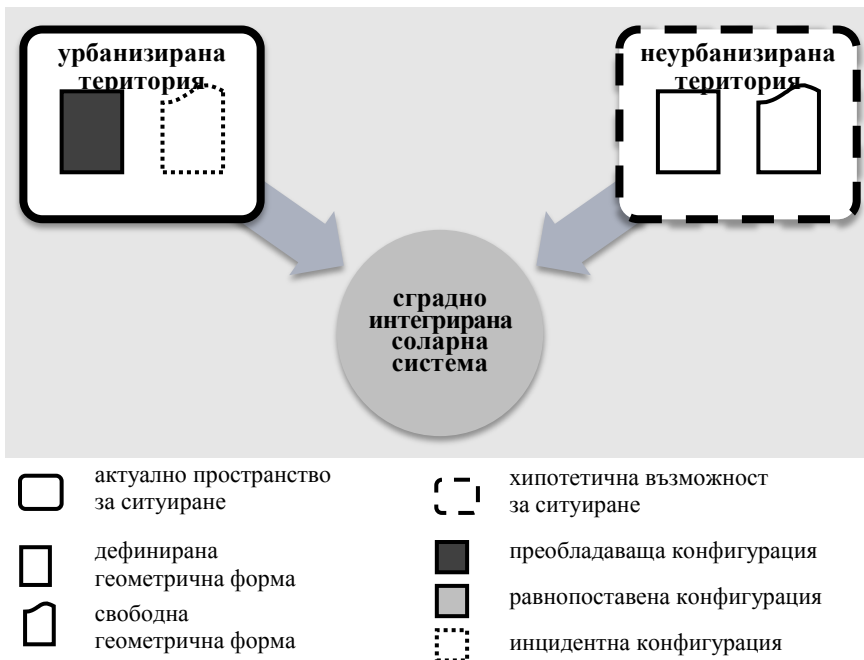 урбанизирана
територия
неурбанизирана
територия
сградно
интегрирана
соларна
система
актуално пространство
за ситуиране
хипотетична възможност
за ситуиране
дефинирана
геометрична форма
преобладаваща конфигурация
равнопоставена конфигурация
свободна
геометрична форма
инцидентна конфигурация